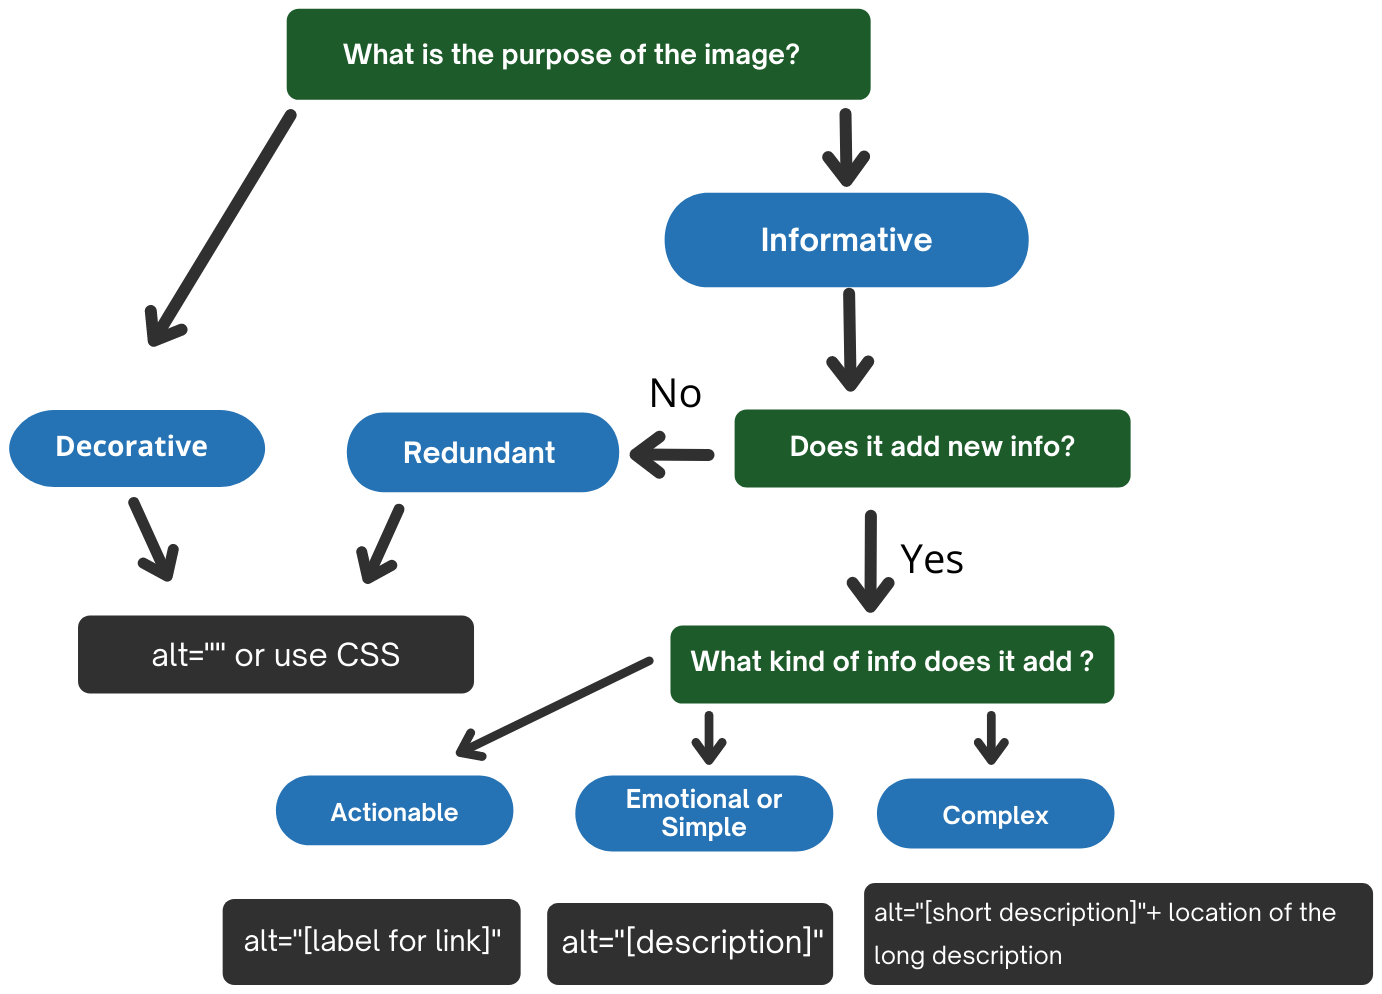 What is the purpose of the image?
Informative
No
Decorative
Redundant
Does it add new info?
Yes
alt="" or use CSS
What kind of info does it add ?
Actionable
Emotional or
Simple
Complex
alt="[label for link]"
alt="[description]"
alt="[short description]"+ location of the
long description